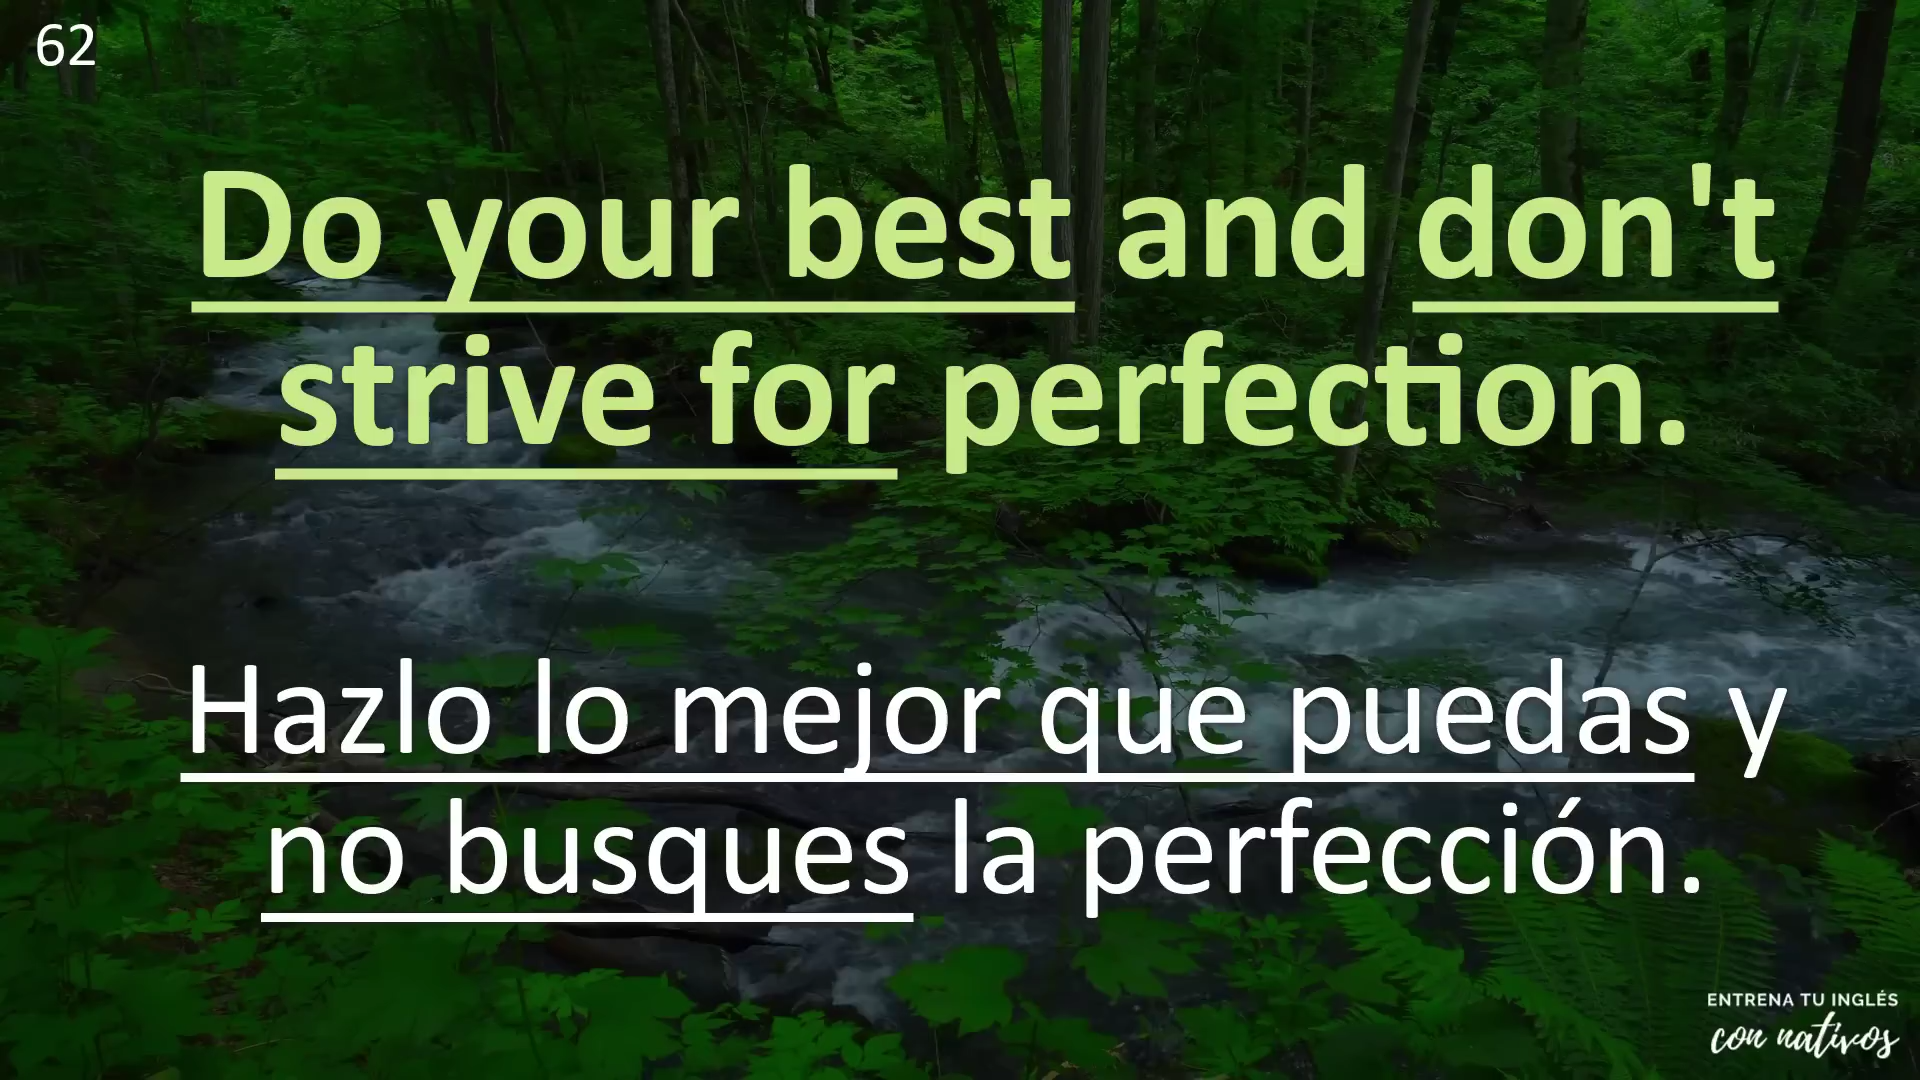 62
Do your best and don't
strive for perfection.
Hazlo lo mejor que puedas y
no busques la perfección.
ENTRENA TU INGLÉS
con nativos